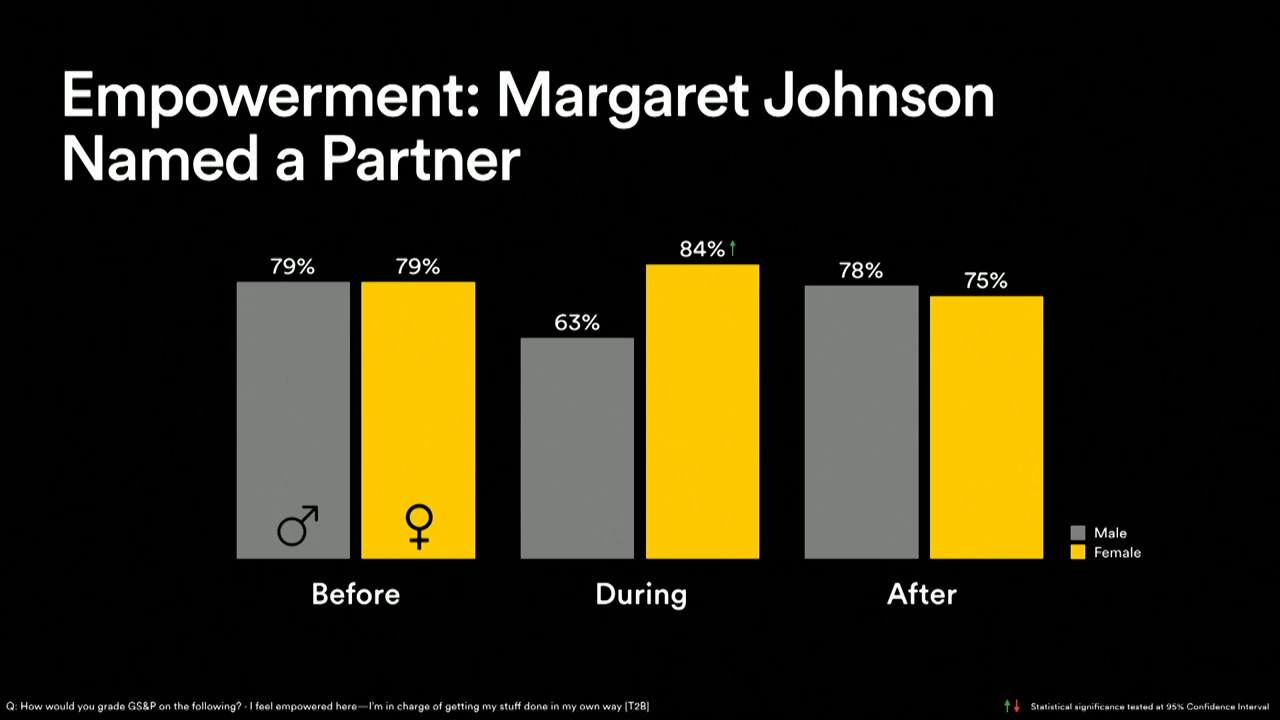 Empowerment: Margaret Johnson
Named a Partner
79%
79%
63%
84%↑
78%
75%
Male
Female
Before
During
After
Q: How would you grade GS&P on the following? - I feel empowered here—I'm in charge of getting my stuff done in my own way [T2B]
↑↓ Statistical significance tested at 95% Confidence Interval